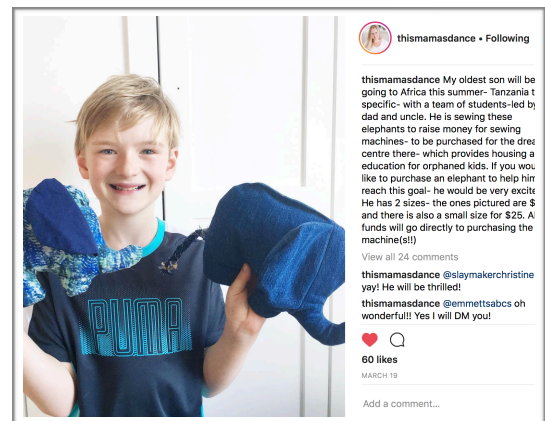 thismamasdance • Following
thismamasdance My oldest son will be
going to Africa this summer- Tanzania
specific- with a team of students-led
dad and uncle. He is sewing these
elephants to raise money for sewing
machines- to be purchased for the
centre there- which provides housing
education for orphaned kids. If you
like to purchase an elephant to help
reach this goal- he would be very
He has 2 sizes- the ones pictured are
and there is also a small size for $25.
funds will go directly to purchasing the
machine(s!!)
View all 24 comments
thismamasdance @slaymakerchristine
yay! He will be thrilled!
thismamasdance @emmettsabcs oh
wonderful!! Yes I will DM you!
60 likes
MARCH 19
Add a comment...
PUMA